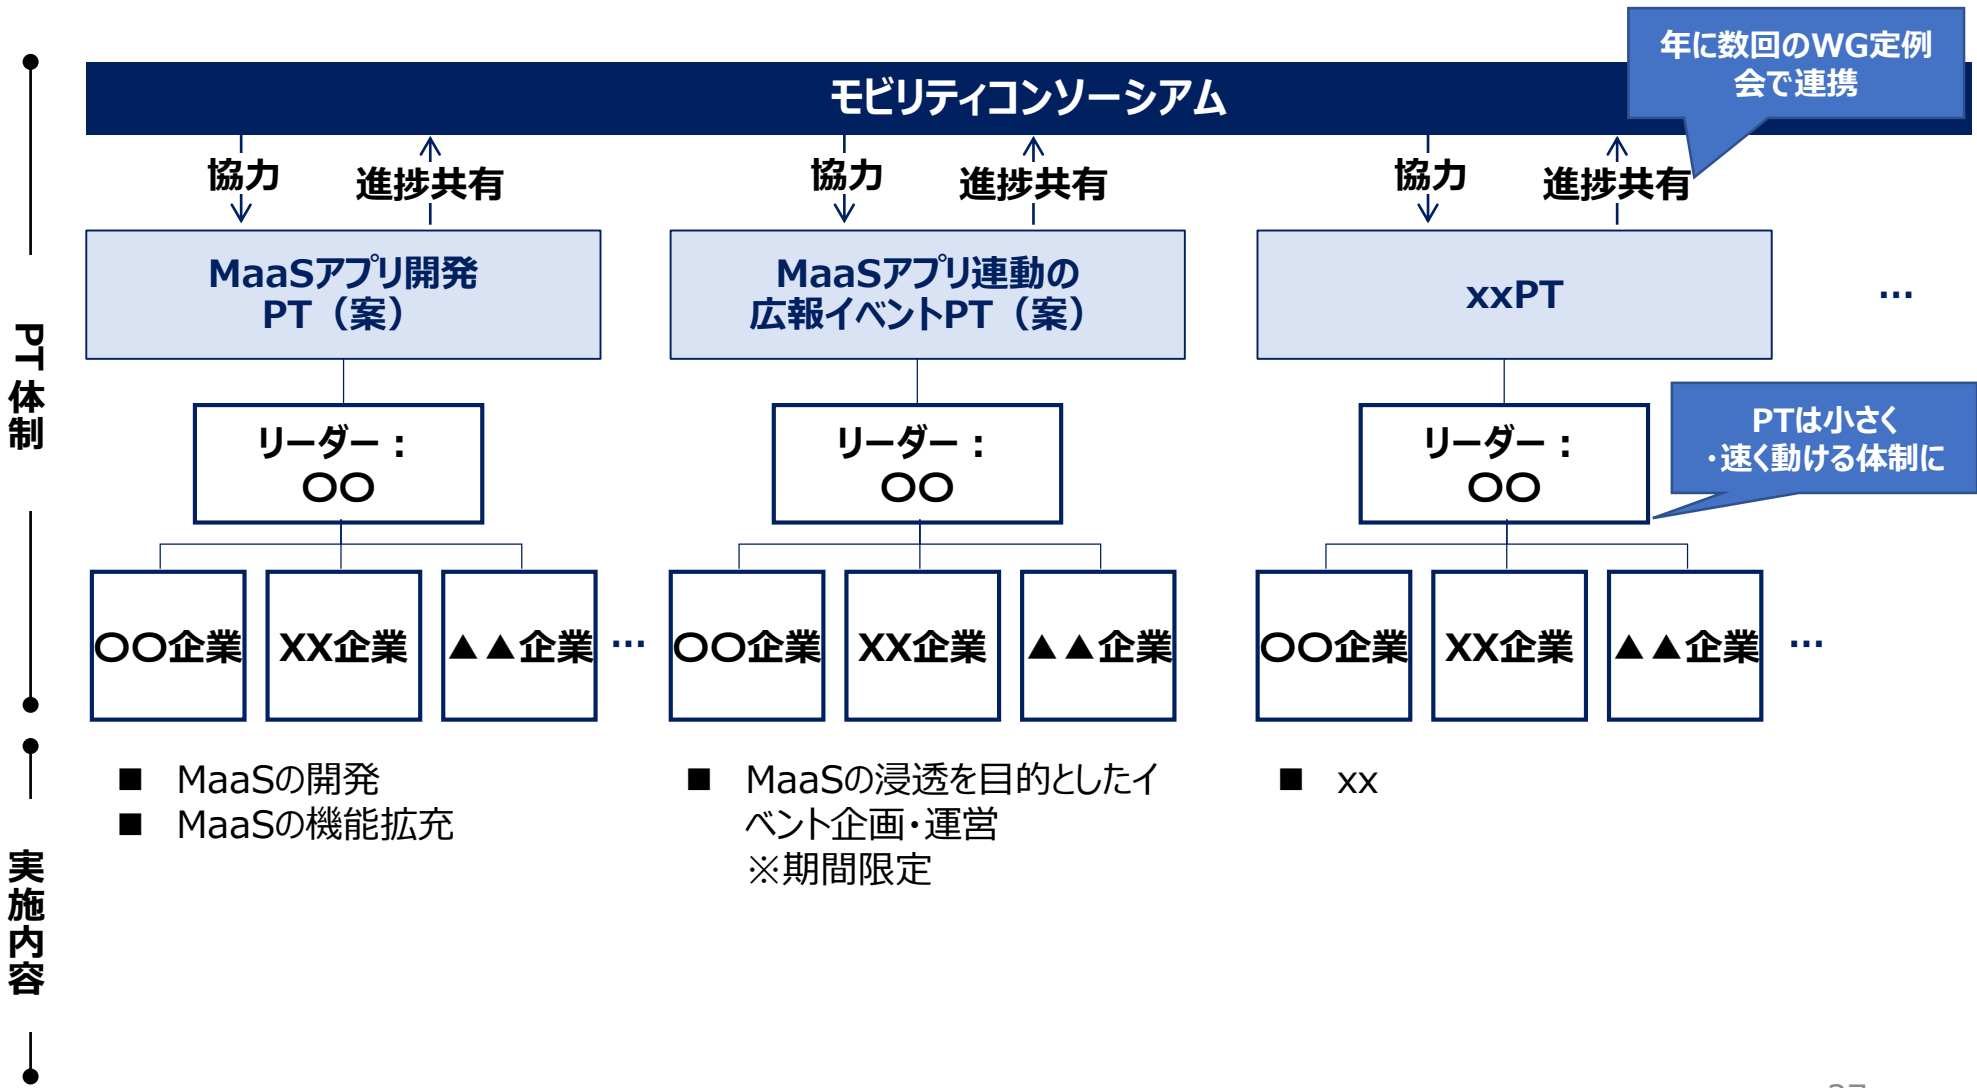 年に数回のWG定例
会で連携
モビリティコンソーシアム
協力
進捗共有
協力
進捗共有
協力
進捗共有
PT体制
MaaSアプリ開発
PT（案）
MaaSアプリ連動の
広報イベントPT（案）
xxPT
…
リーダー：
〇〇
リーダー：
〇〇
リーダー：
〇〇
PTは小さく
・速く動ける体制に
〇〇企業
XX企業
▲▲企業
…
〇〇企業
XX企業
▲▲企業
〇〇企業
XX企業
▲▲企業
…
実施内容
■ MaaSの開発
■ MaaSの機能拡充
■ MaaSの浸透を目的としたイ
ベント企画・運営
※期間限定
■ xx